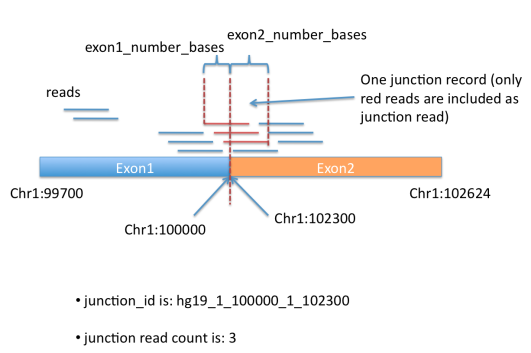 exon1_number_bases
exon2_number_bases
reads
One junction record (only
red reads are included as
junction read)
Exon1
Exon2
Chr1:99700
Chr1:102624
Chr1:100000
Chr1:102300
• junction_id is: hg19_1_100000_1_102300
• junction read count is: 3